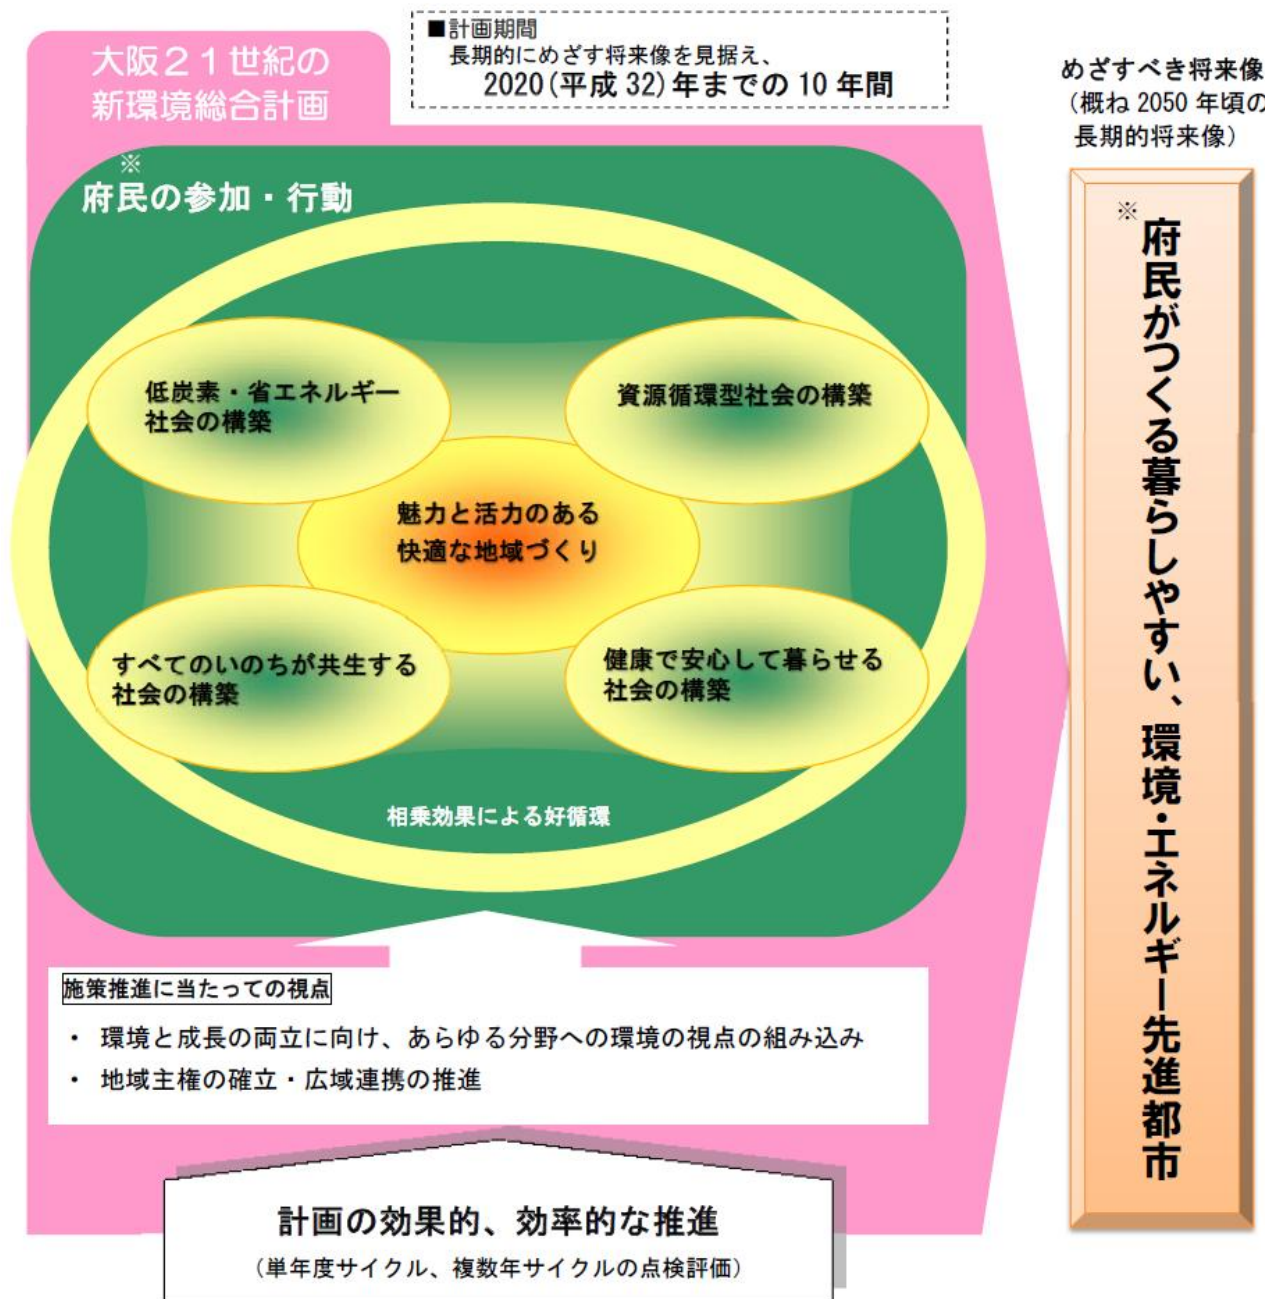 大阪２１世紀の
新環境総合計画
■計画期間
長期的にめざす将来像を見据え、
2020(平成 32)年までの 10 年間
めざすべき将来像
（概ね 2050 年頃の
長期的将来像）
※
府民の参加・行動
低炭素・省エネルギー
社会の構築
資源循環型社会の構築
魅力と活力のある
快適な地域づくり
すべてのいのちが共生する
社会の構築
健康で安心して暮らせる
社会の構築
相乗効果による好循環
※
府民がつくる暮らしやすい、環境・エネルギー先進都市
施策推進に当たっての視点
・ 環境と成長の両立に向け、あらゆる分野への環境の視点の組み込み
・ 地域主権の確立・広域連携の推進
計画の効果的、効率的な推進
（単年度サイクル、複数年サイクルの点検評価）